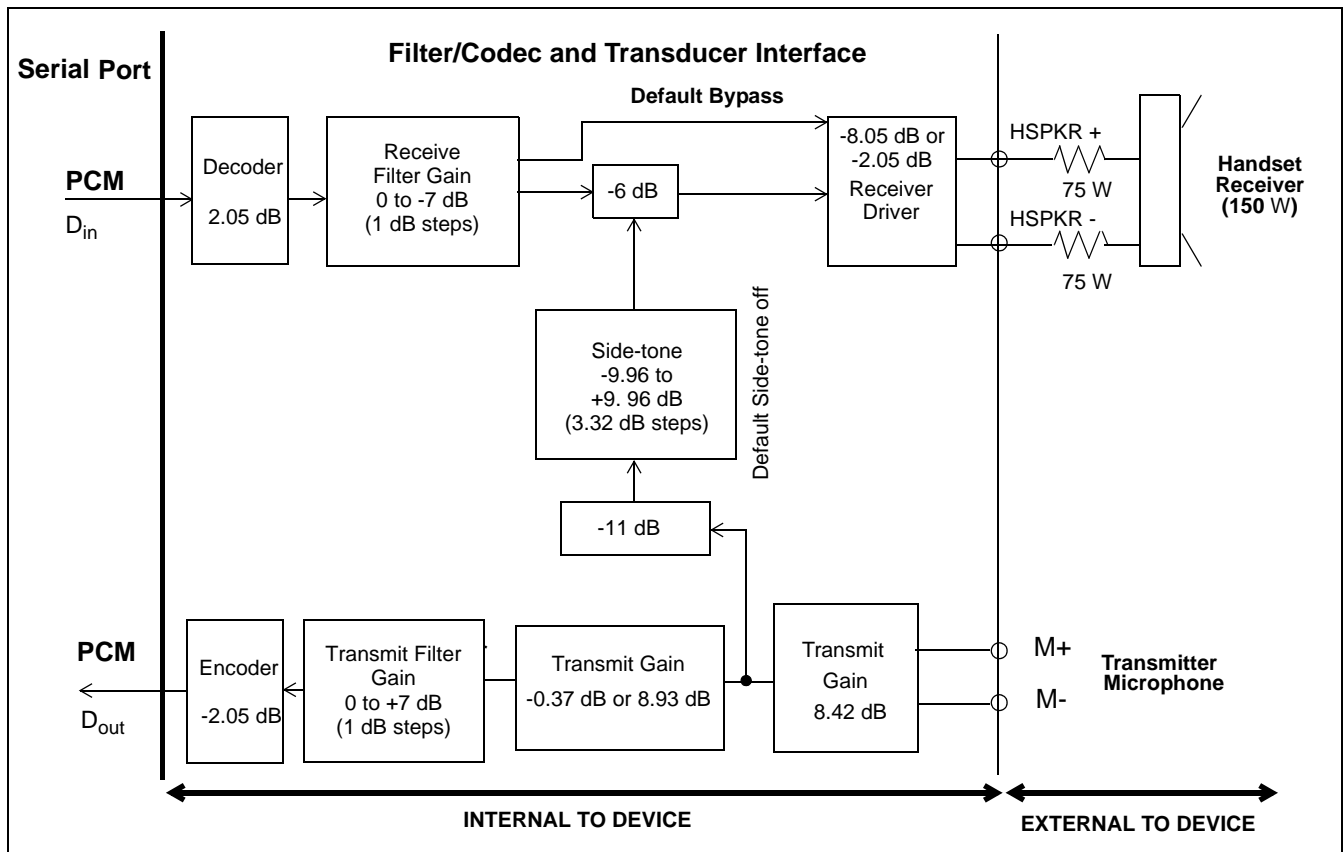 Filter/Codec and Transducer Interface
Serial Port
Default Bypass
Decoder
2.05 dB
Receive
Filter Gain
0 to -7 dB
(1 dB steps)
-6 dB
-8.05 dB or
-2.05 dB
Receiver
Driver
HSPKR +
75 W
HSPKR -
75 W
Handset
Receiver
(150 W)
PCM
Din
Side-tone
-9.96 to
+9. 96 dB
(3.32 dB steps)
Default Side-tone off
-11 dB
PCM
Dout
Encoder
-2.05 dB
Transmit Filter
Gain
0 to +7 dB
(1 dB steps)
Transmit Gain
-0.37 dB or 8.93 dB
Transmit
Gain
8.42 dB
M+
M-
Transmitter
Microphone
INTERNAL TO DEVICE
EXTERNAL TO DEVICE